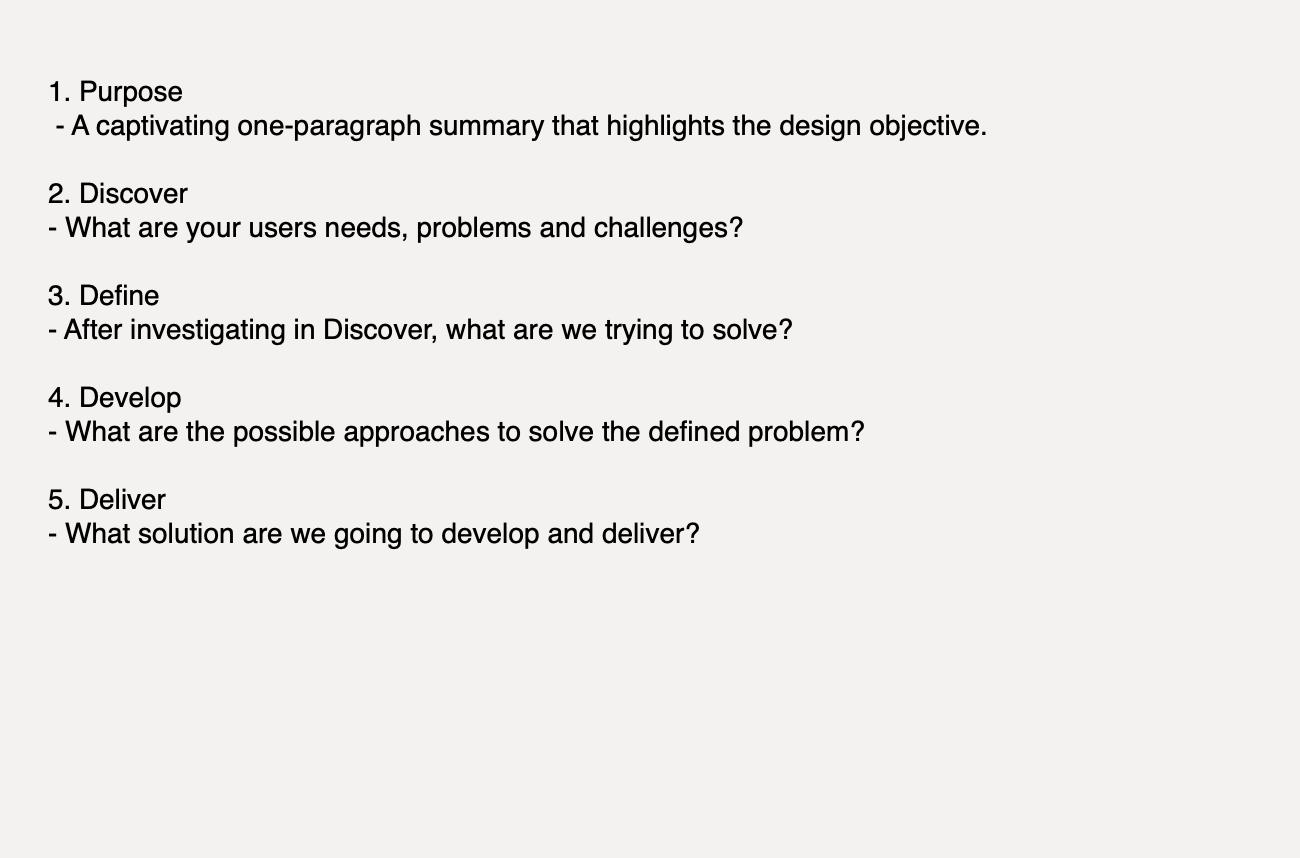 1. Purpose
- A captivating one-paragraph summary that highlights the design objective.
2. Discover
- What are your users needs, problems and challenges?
3. Define
- After investigating in Discover, what are we trying to solve?
4. Develop
- What are the possible approaches to solve the defined problem?
5. Deliver
- What solution are we going to develop and deliver?